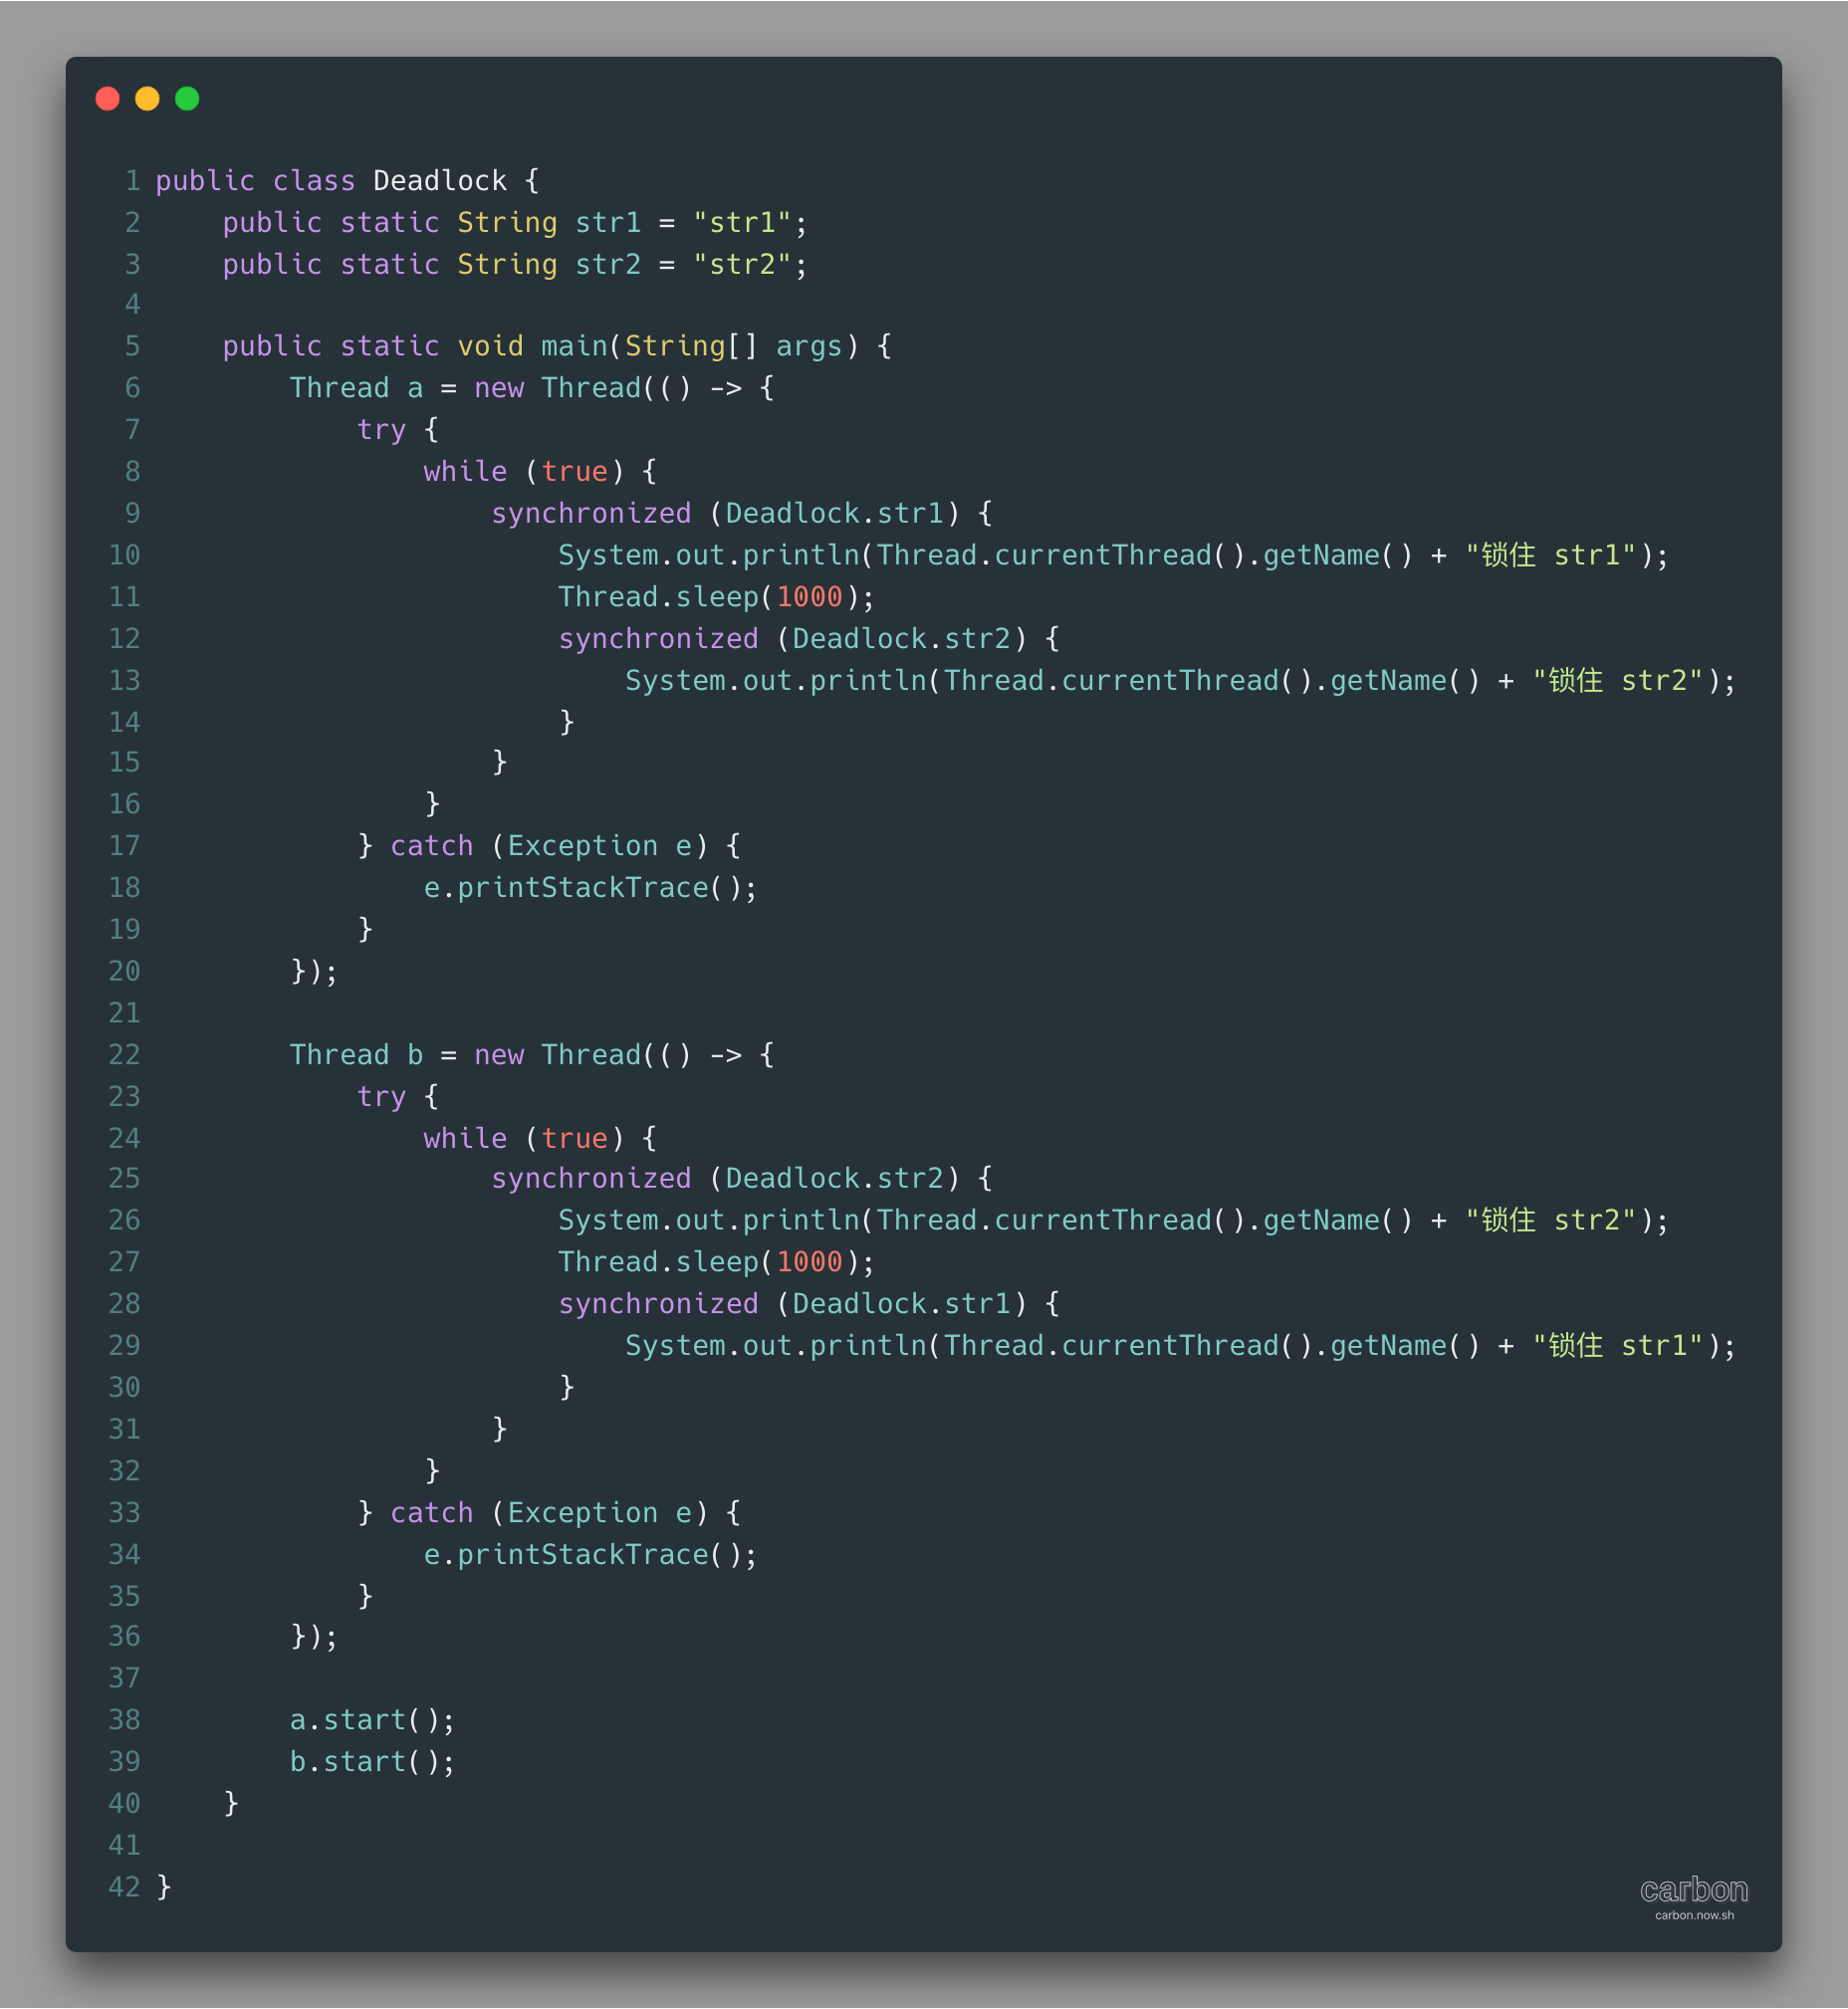 1 public class Deadlock {
2     public static String str1 = "str1";
3     public static String str2 = "str2";
4
5     public static void main(String[] args) {
6         Thread a = new Thread(() -> {
7             try {
8                 while (true) {
9                     synchronized (Deadlock.str1) {
10                         System.out.println(Thread.currentThread().getName() + "锁住 str1");
11                         Thread.sleep(1000);
12                         synchronized (Deadlock.str2) {
13                             System.out.println(Thread.currentThread().getName() + "锁住 str2");
14                         }
15                     }
16                 }
17             } catch (Exception e) {
18                 e.printStackTrace();
19             }
20         });
21
22         Thread b = new Thread(() -> {
23             try {
24                 while (true) {
25                     synchronized (Deadlock.str2) {
26                         System.out.println(Thread.currentThread().getName() + "锁住 str2");
27                         Thread.sleep(1000);
28                         synchronized (Deadlock.str1) {
29                             System.out.println(Thread.currentThread().getName() + "锁住 str1");
30                         }
31                     }
32                 }
33             } catch (Exception e) {
34                 e.printStackTrace();
35             }
36         });
37
38         a.start();
39         b.start();
40     }
41
42 }
carbon
carbon.now.sh